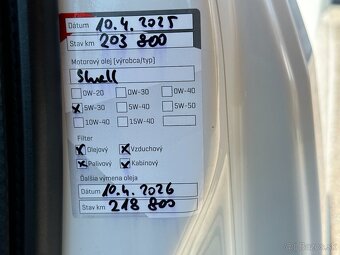 Dátum 10.4.2025
Stav km 203 800
Motorový olej (výrobca/typ)
Shell
0W-20 0W-30 0W-40
5W-30 5W-40 5W-50
10W-40 15W-40
Filter
Olejový Vzduchový
Palivový Kabínový
Ďalšia výmena oleja
Dátum 10.4.2026
Stav km 218 800